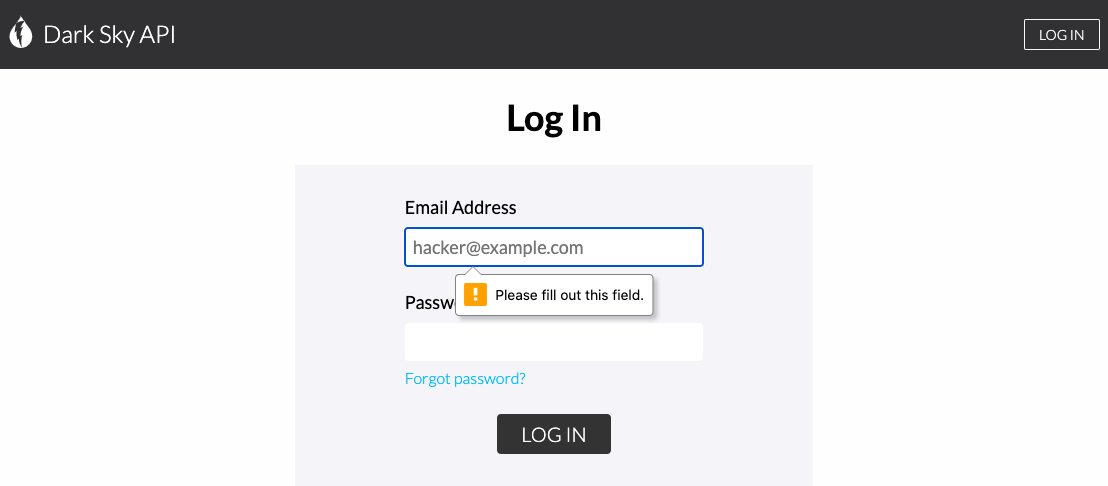 Dark Sky API
LOG IN
Log In
Email Address
hacker@example.com
Please fill out this field.
Passw
Forgot password?
LOG IN